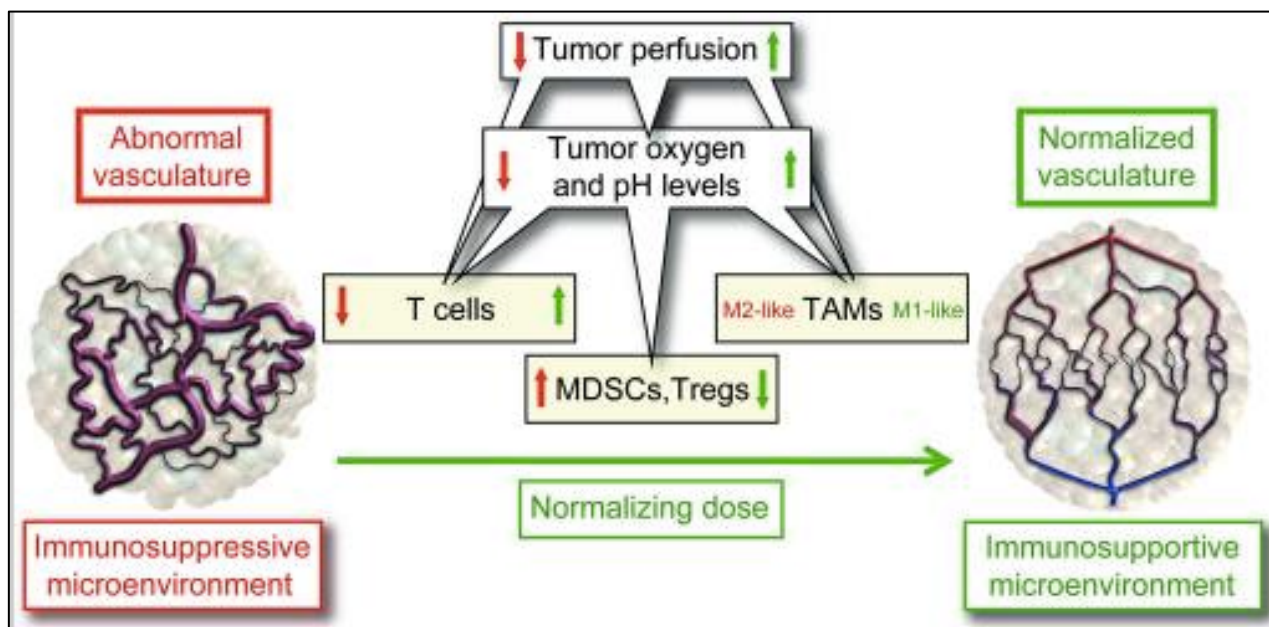 Tumor perfusion
Abnormal
vasculature
Tumor oxygen
and pH levels
Normalized
vasculature
T cells
M2-like TAMs M1-like
MDSCs,Tregs
Normalizing dose
Immunosuppressive
microenvironment
Immunosupportive
microenvironment